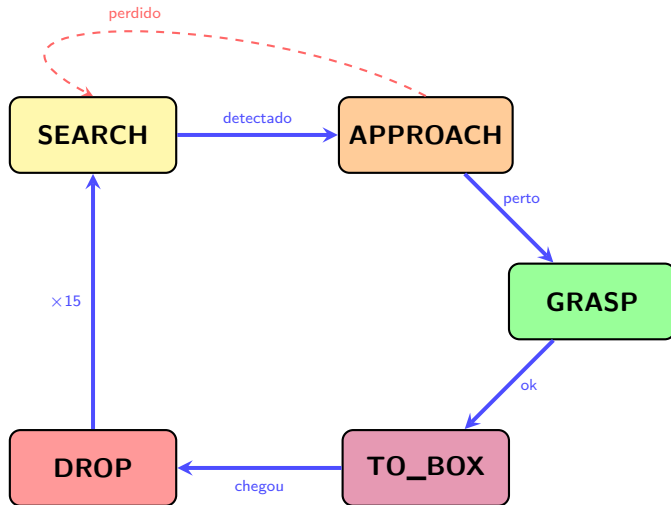 perdido
SEARCH
detectado
APPROACH
perto
×15
GRASP
ok
DROP
chegou
TO_BOX